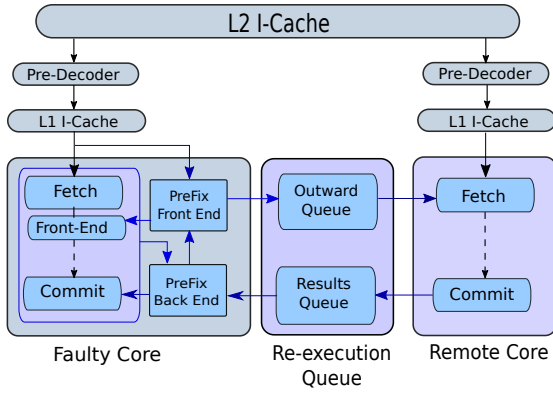 L2 I-Cache
Pre-Decoder
Pre-Decoder
L1 I-Cache
L1 I-Cache
Fetch
Front-End
Commit
PreFix
Front End
PreFix
Back End
Outward
Queue
Results
Queue
Fetch
Commit
Faulty Core
Re-execution
Queue
Remote Core